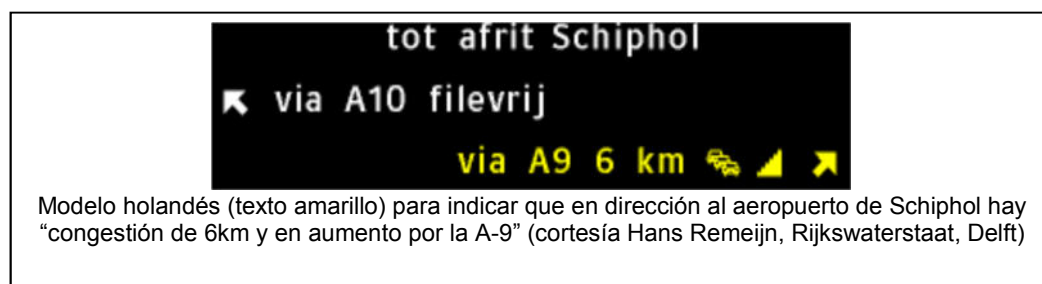 tot afrit Schiphol
via A10 filevrij
via A9 6 km
Modelo holandés (texto amarillo) para indicar que en dirección al aeropuerto de Schiphol hay
“congestión de 6km y en aumento por la A-9” (cortesía Hans Remeijn, Rijkswaterstaat, Delft)